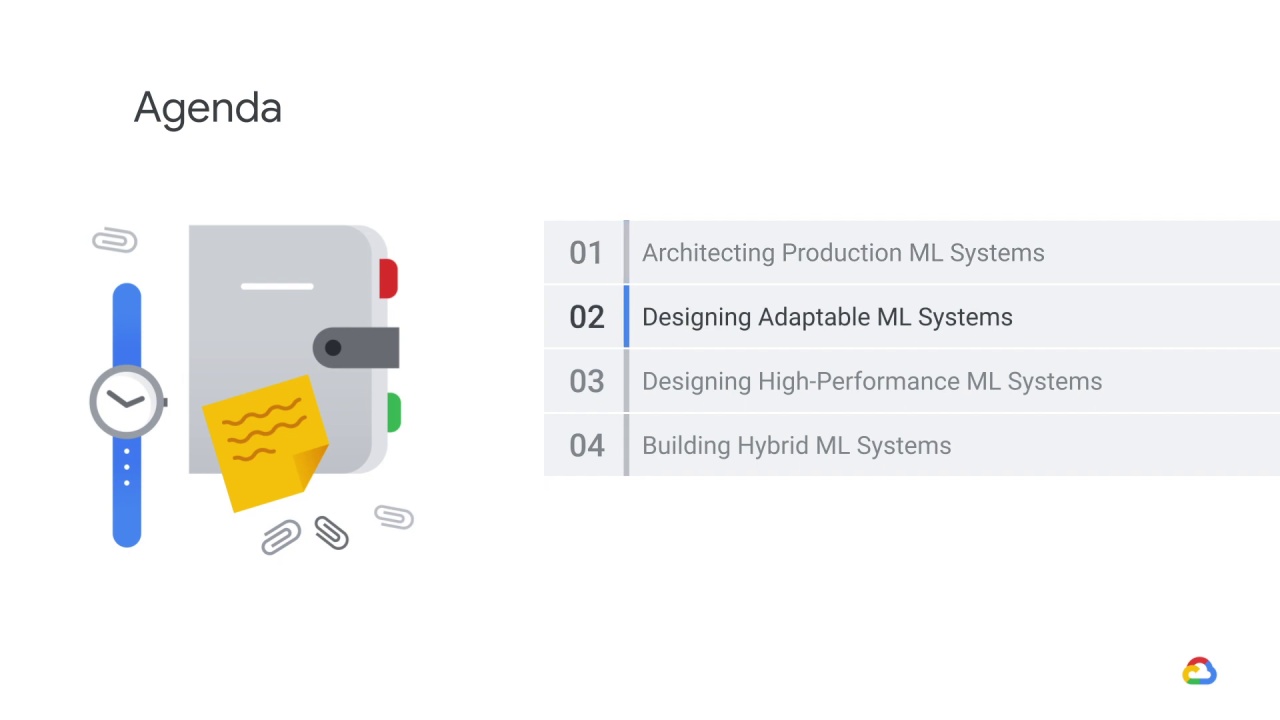 Agenda
01 Architecting Production ML Systems
02 Designing Adaptable ML Systems
03 Designing High-Performance ML Systems
04 Building Hybrid ML Systems